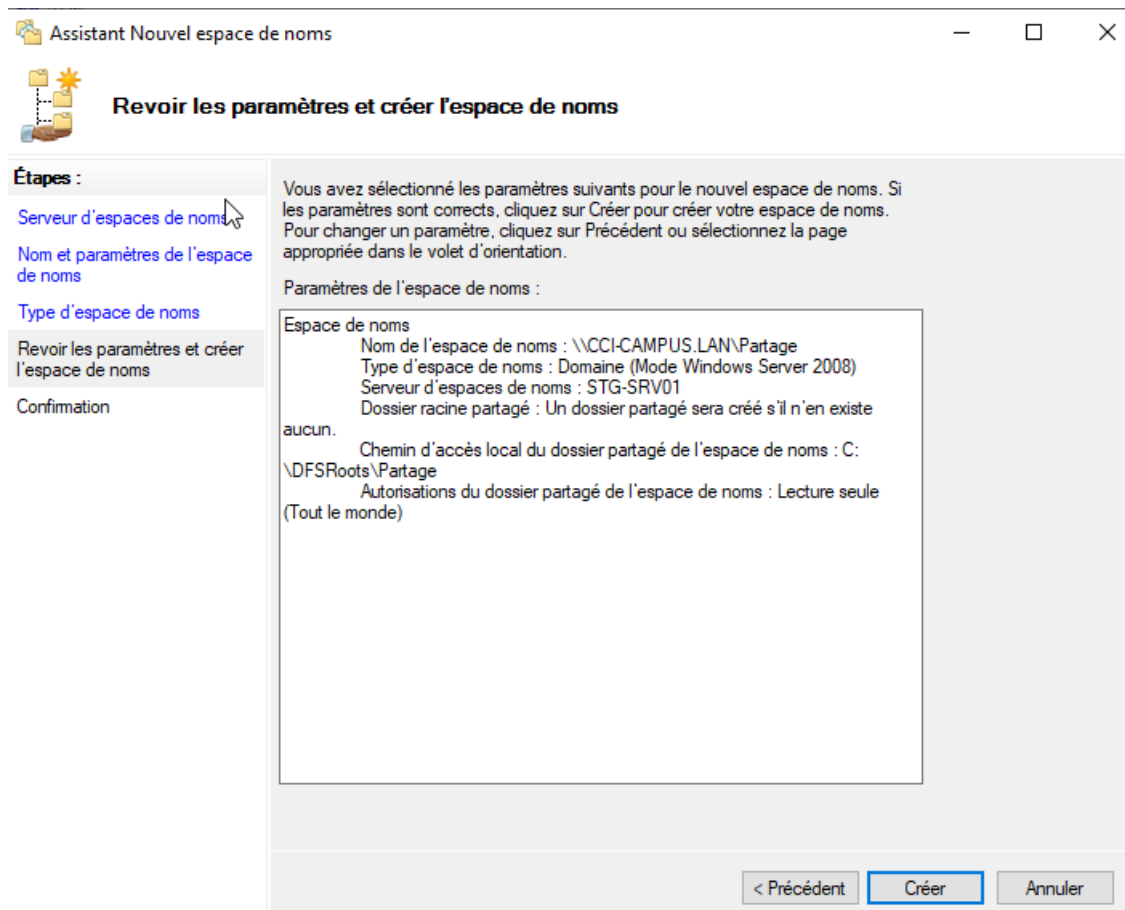 Assistant Nouvel espace de noms
Revoir les paramètres et créer l'espace de noms
Étapes :
Serveur d'espaces de noms
Nom et paramètres de l'espace
de noms
Type d'espace de noms
Revoir les paramètres et créer
l'espace de noms
Confirmation
Vous avez sélectionné les paramètres suivants pour le nouvel espace de noms. Si
les paramètres sont corrects, cliquez sur Créer pour créer votre espace de noms.
Pour changer un paramètre, cliquez sur Précédent ou sélectionnez la page
appropriée dans le volet d'orientation.
Paramètres de l'espace de noms :
Espace de noms
Nom de l'espace de noms : \\CCI-CAMPUS.LAN\Partage
Type d'espace de noms : Domaine (Mode Windows Server 2008)
Serveur d'espaces de noms : STG-SRV01
Dossier racine partagé : Un dossier partagé sera créé s'il n'en existe
aucun.
Chemin d'accès local du dossier partagé de l'espace de noms : C:
\DFSRoots\Partage
Autorisations du dossier partagé de l'espace de noms : Lecture seule
(Tout le monde)
< Précédent
Créer
Annuler